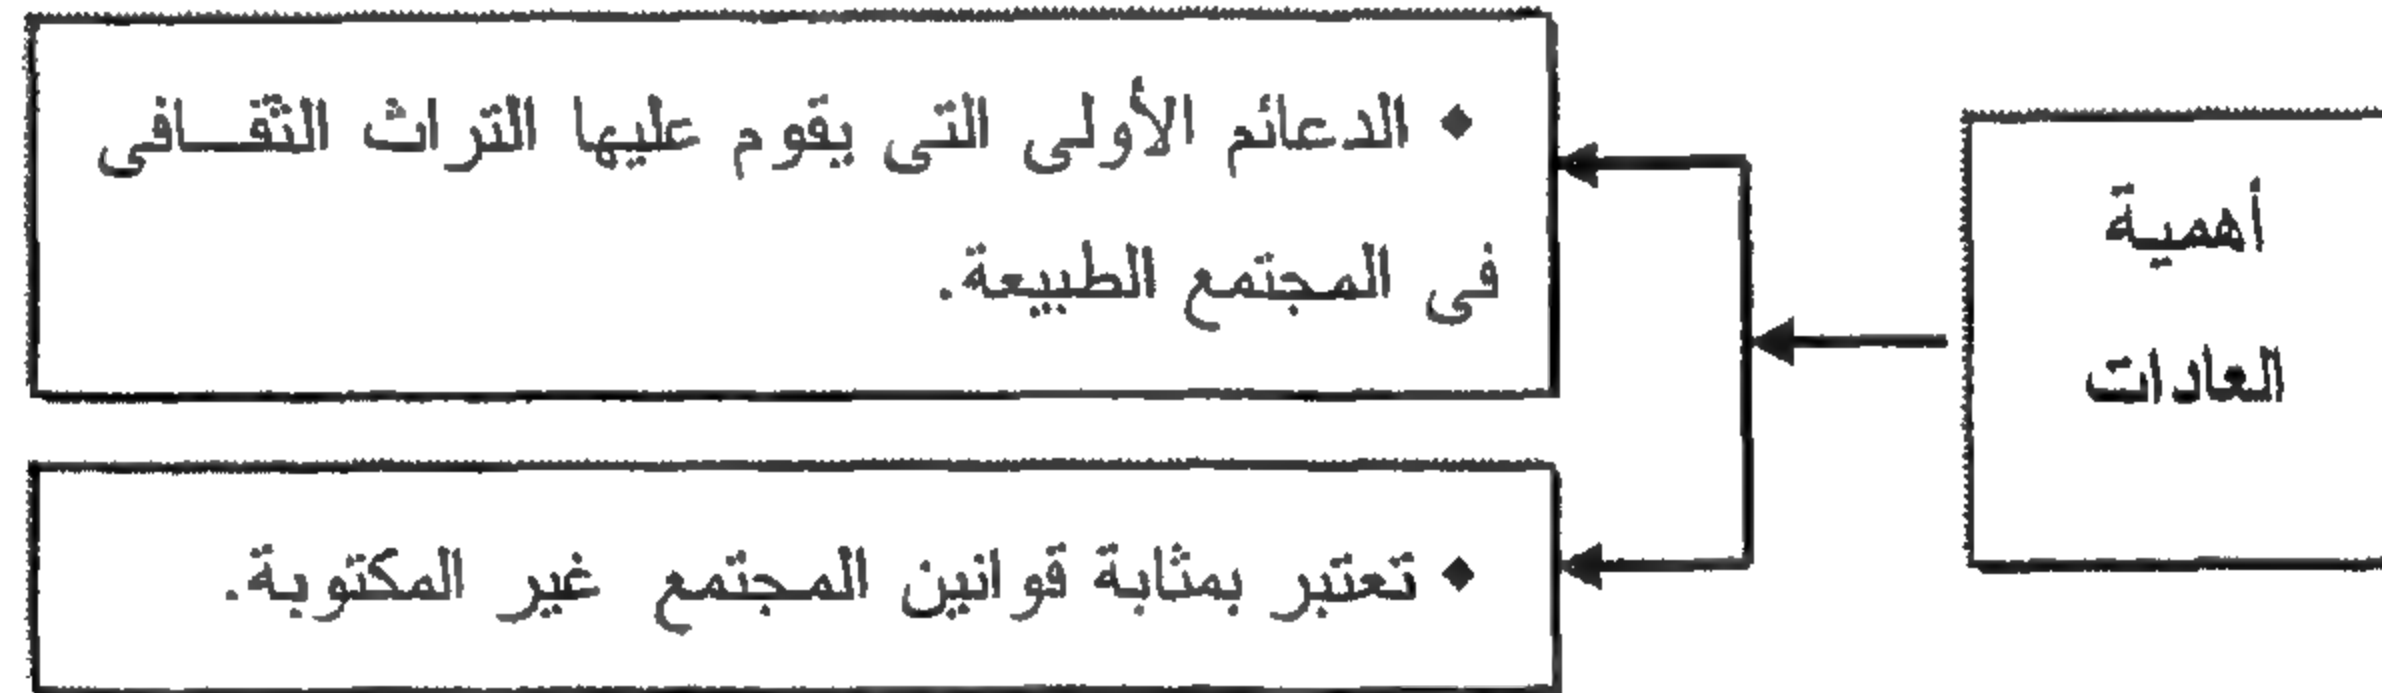 أهمية
العادات
♦ الدعائم الأولى التى يقوم عليها التراث الثقافى
فى المجتمع الطبيعة.
♦ تعتبر بمثابة قوانين المجتمع غير المكتوبة.